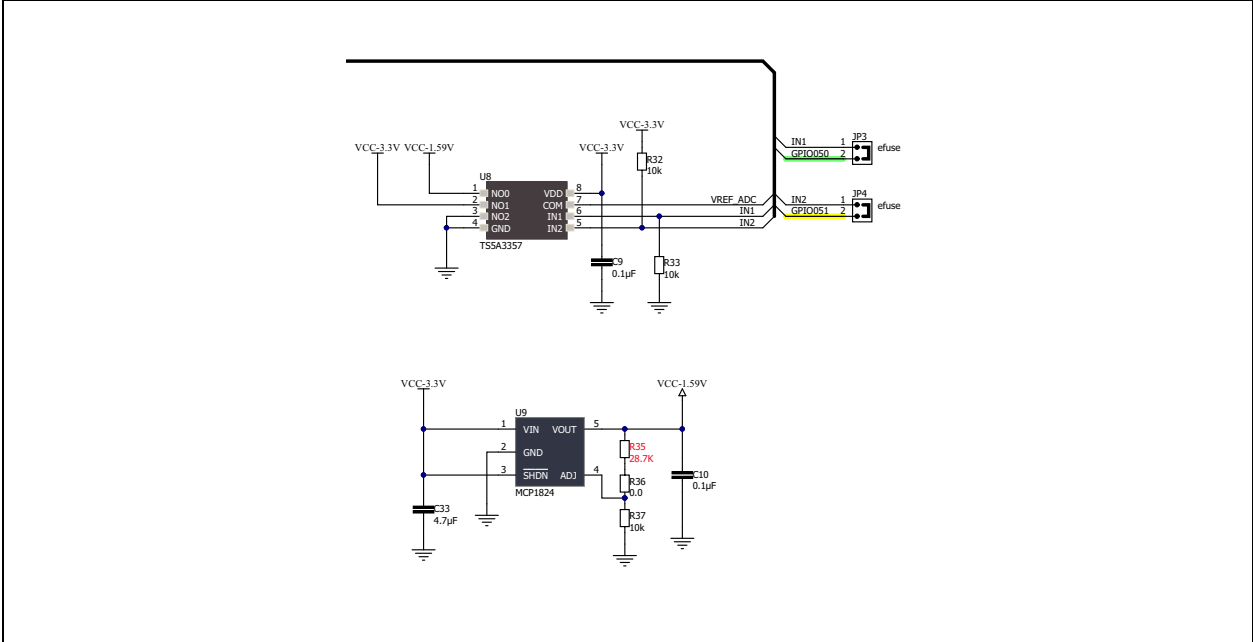 VCC-3.3V
VCC-3.3V VCC-1.59V VCC-3.3V
R32
10k
U8
1 NO0 VDD 8
2 NO1 COM 7 VREF_ADC
3 NO2 IN1 6 IN1
4 GND IN2 5 IN2
TS5A3357
C9
0.1µF
R33
10k
JP3
IN1 1 efuse
GPIO050 2
JP4
IN2 1 efuse
GPIO051 2
VCC-3.3V VCC-1.59V
U9
1 VIN VOUT 5
2 GND
3 SHDN ADJ 4
MCP1824
R35
28.7K
R36
0.0
R37
10k
C10
0.1µF
C33
4.7µF